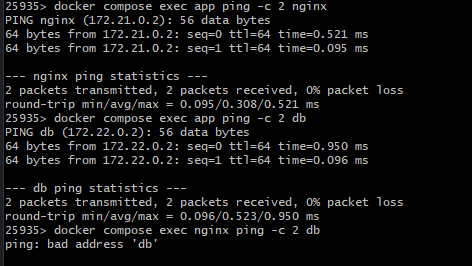 25935> docker compose exec app ping -c 2 nginx
PING nginx (172.21.0.2): 56 data bytes
64 bytes from 172.21.0.2: seq=0 ttl=64 time=0.521 ms
64 bytes from 172.21.0.2: seq=1 ttl=64 time=0.095 ms

--- nginx ping statistics ---
2 packets transmitted, 2 packets received, 0% packet loss
round-trip min/avg/max = 0.095/0.308/0.521 ms
25935> docker compose exec app ping -c 2 db
PING db (172.22.0.2): 56 data bytes
64 bytes from 172.22.0.2: seq=0 ttl=64 time=0.950 ms
64 bytes from 172.22.0.2: seq=1 ttl=64 time=0.096 ms

--- db ping statistics ---
2 packets transmitted, 2 packets received, 0% packet loss
round-trip min/avg/max = 0.096/0.523/0.950 ms
25935> docker compose exec nginx ping -c 2 db
ping: bad address 'db'